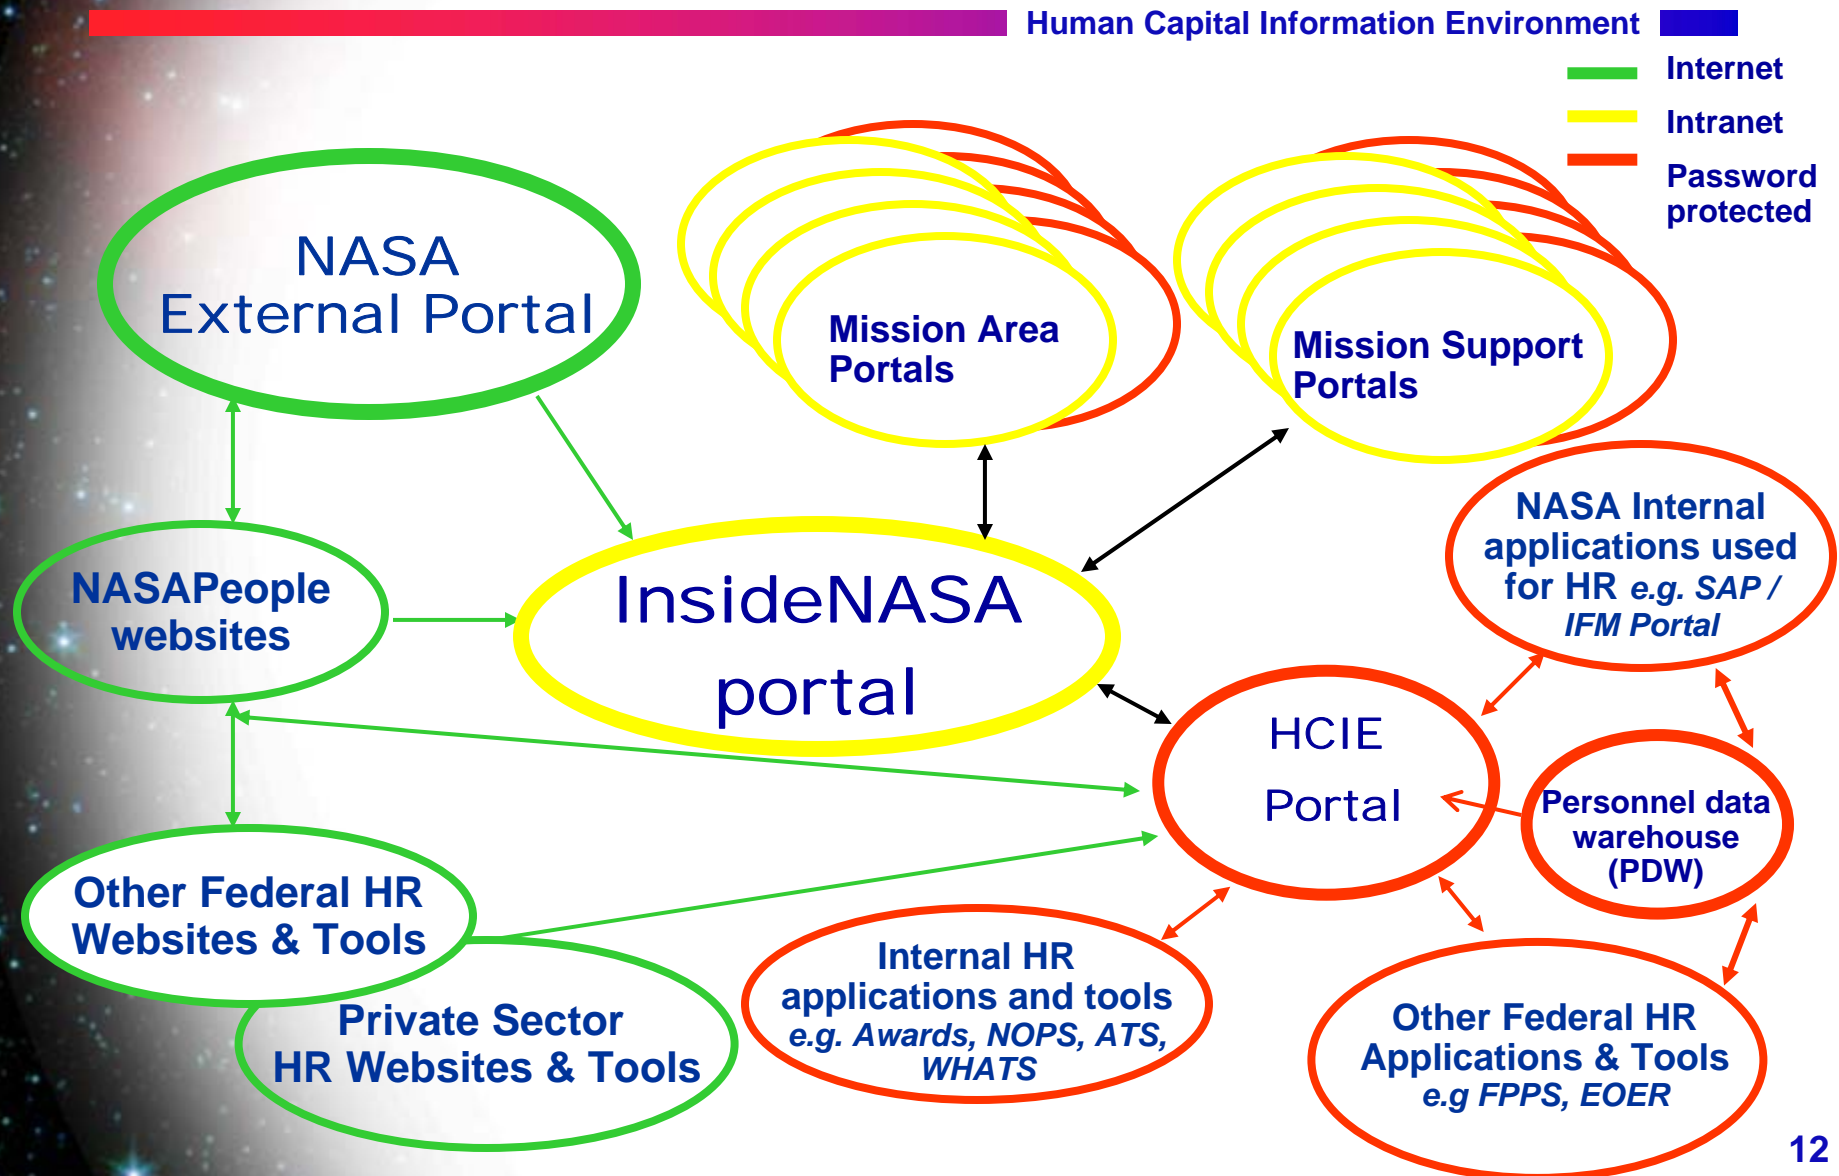 Human Capital Information Environment
Internet
Intranet
Password
protected
NASA
External Portal
Mission Area
Portals
Mission Support
Portals
NASA Internal
applications used
for HR e.g. SAP /
IFM Portal
NASAPeople
websites
InsideNASA
portal
HCIE
Portal
Personnel data
warehouse
(PDW)
Other Federal HR
Websites & Tools
Private Sector
HR Websites & Tools
Internal HR
applications and tools
e.g. Awards, NOPS, ATS,
WHATS
Other Federal HR
Applications & Tools
e.g FPPS, EOER
12